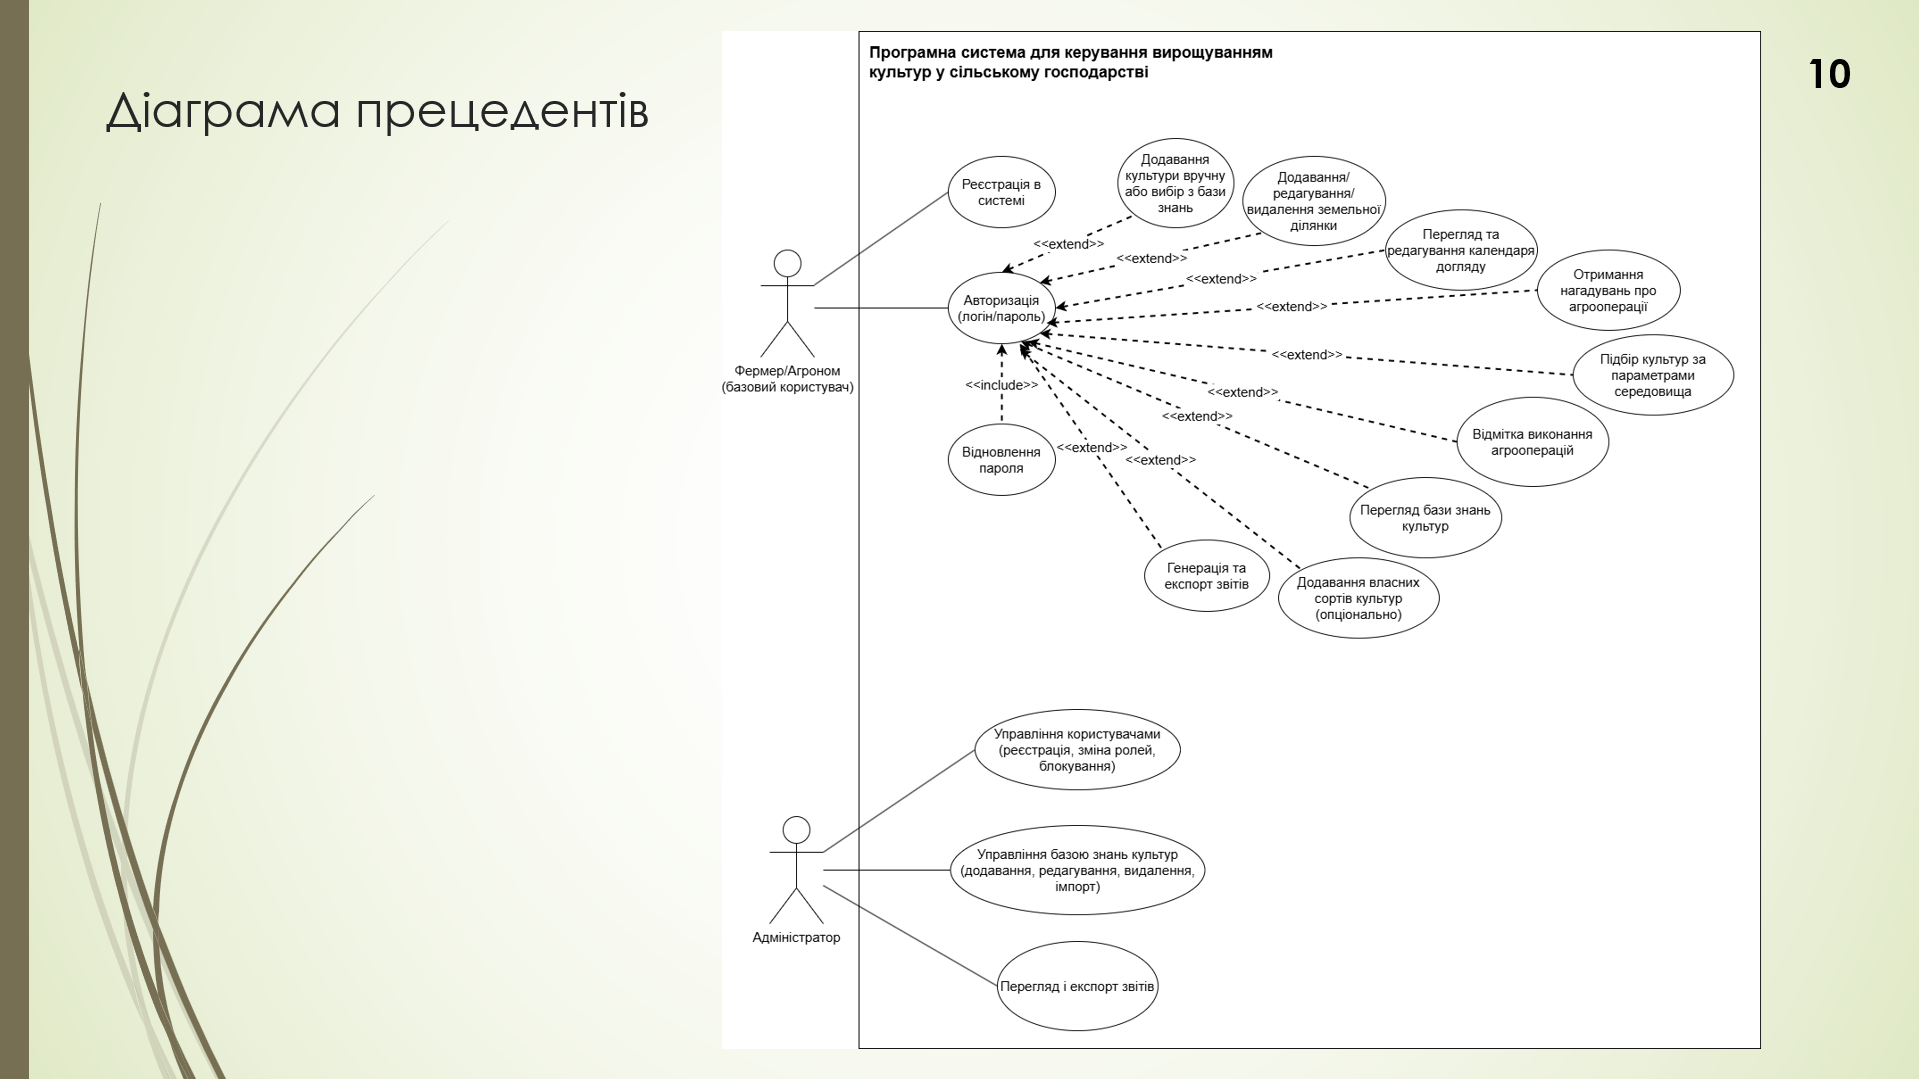 Діаграма прецедентів
10
Програмна система для керування вирощуванням
культур у сільському господарстві
Реєстрація в
системі
Додавання
культури вручну
або вибір з бази
знань
Додавання/
редагування/
видалення земельної
ділянки
Перегляд та
редагування календаря
догляду
Отримання
нагадувань про
агрооперації
Підбір культур за
параметрами
середовища
Відмітка виконання
агрооперацій
Перегляд бази знань
культур
Додавання власних
сортів культур
(опціонально)
Генерація та
експорт звітів
<<extend>>
<<extend>>
<<extend>>
<<extend>>
<<extend>>
<<extend>>
<<extend>>
<<extend>>
<<extend>>
Авторизація
(логін/пароль)
<<include>>
Відновлення
пароля
Фермер/Агроном
(базовий користувач)
Управління користувачами
(реєстрація, зміна ролей,
блокування)
Управління базою знань культур
(додавання, редагування, видалення,
імпорт)
Адміністратор
Перегляд і експорт звітів